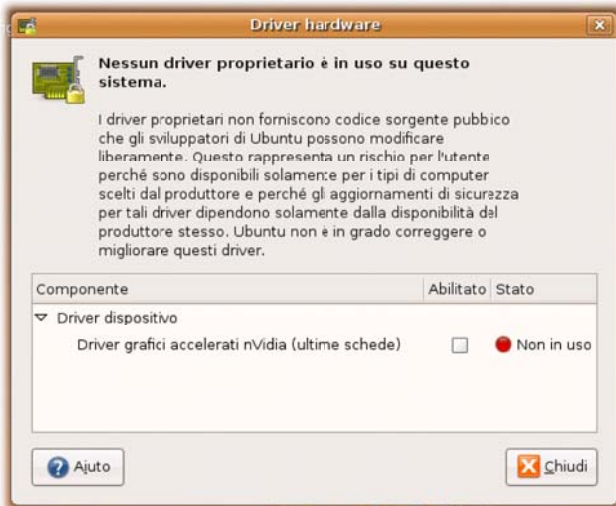 Driver hardware
Nessun driver proprietario è in uso su questo
sistema.
I driver proprietari non forniscono codice sorgente pubbico
che gli sviluppatori di Ubuntu possono modificare
liberamente. Questo rappresenta un rischio per l'utente
perché sono disponibili solamente per i tipi di computer
scelti dal produttore e perché gli aggiornamenti di sicurezza
per tali driver dipendono solamente dalla disponibilità del
produttore stesso. Ubuntu non è in grado correggere o
migliorare questi driver.
Componente Abilitato Stato
Driver dispositivo
Driver grafici accelerati nVidia (ultime schede) Non in uso
Aiuto Chiudi